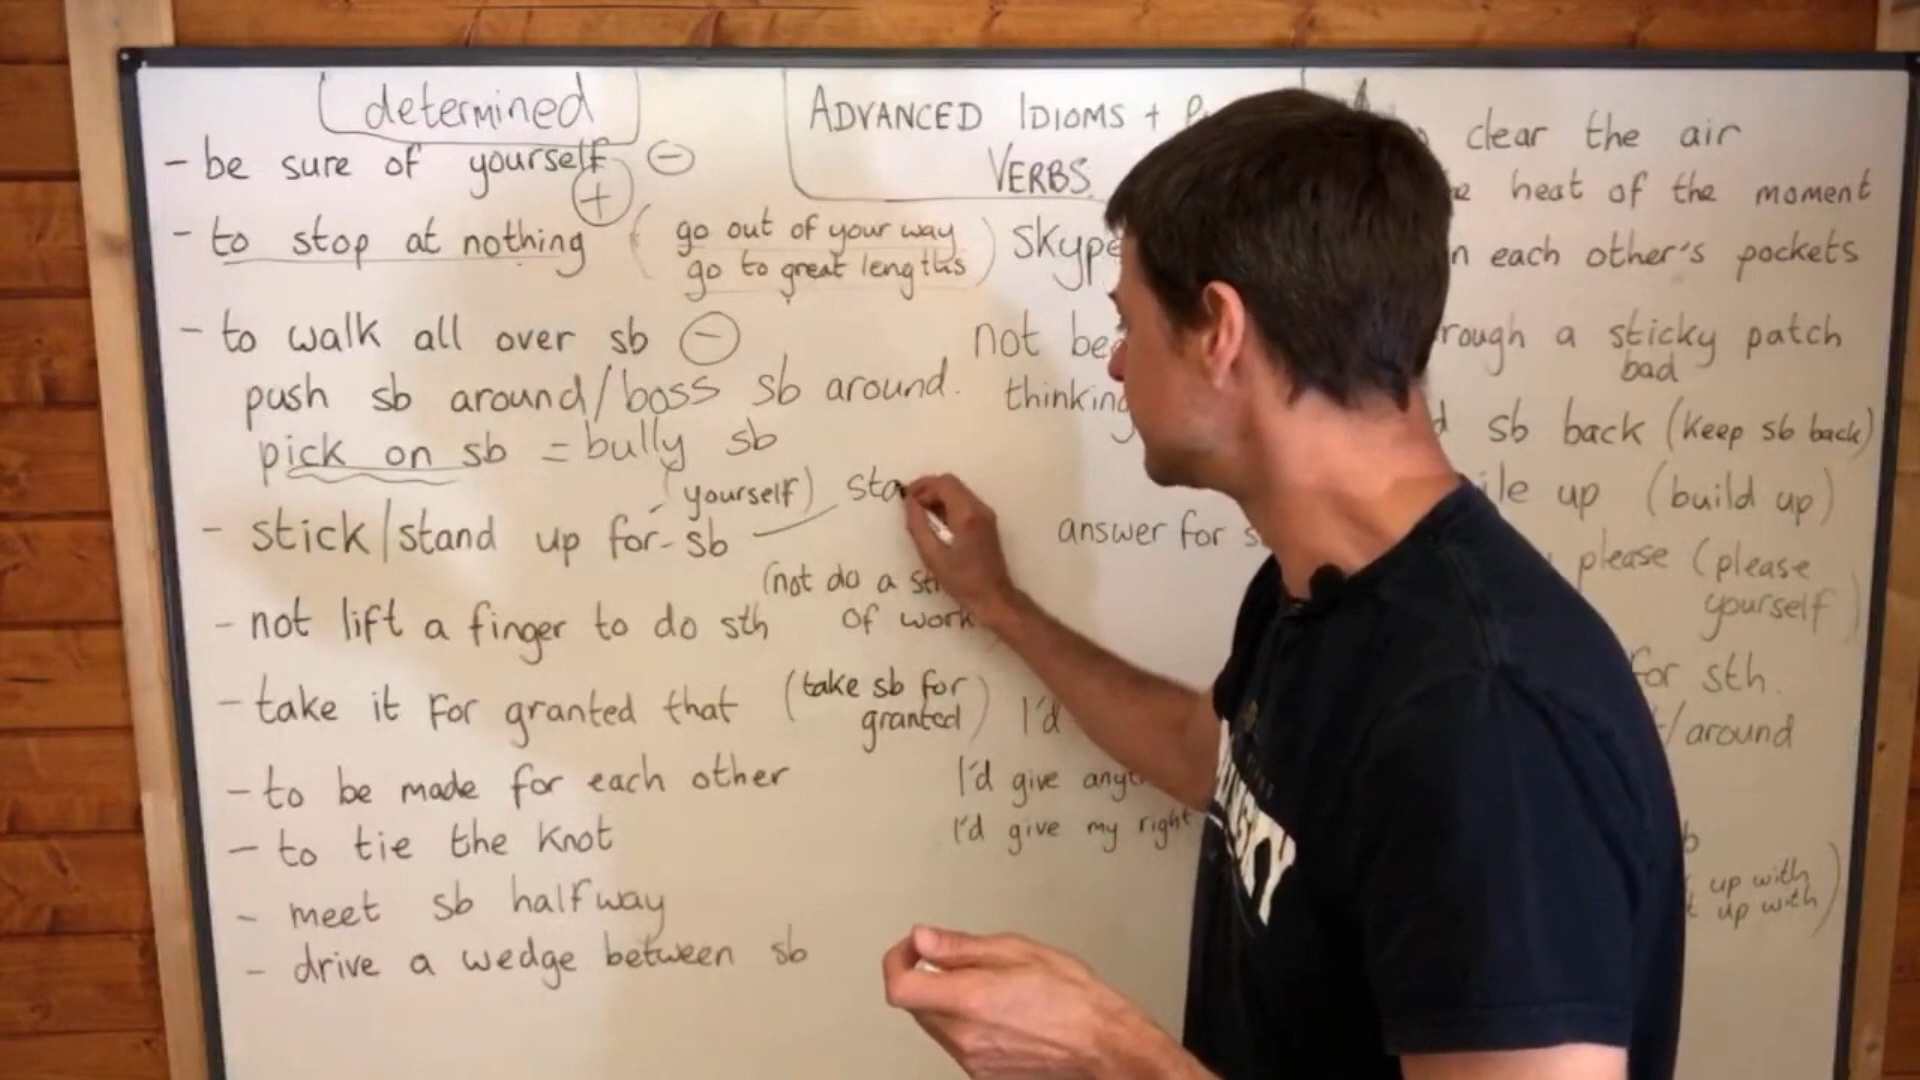 determined
- be sure of yourself −
+
- to stop at nothing (go out of your way
go to great lengths)
- to walk all over sb −
push sb around/boss sb around.
pick on sb = bully sb
(yourself) sta
- stick/stand up for sb
(not do a
- not lift a finger to do sth of work
- take it for granted that (take sb for
granted)
- to be made for each other
- to tie the knot
- meet sb halfway
- drive a wedge between sb
ADVANCED IDIOMS +
VERBS
Skype
not be
thinking
answer for
I'd
I'd give
I'd give my right
clear the air
heat of the moment
each other's pockets
a sticky patch
bad
sb back (keep sb back)
up (build up)
please (please
yourself)
for sth.
/around
up with
up with)